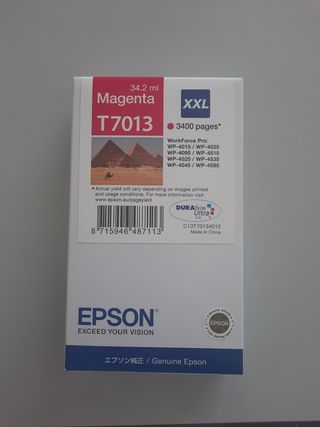 34.2 ml
Magenta
T7013
XXL
3400 pages*
WorkForce Pro:
WP-4015 / WP-4025
WP-4095 / WP-4515
WP-4525 / WP-4535
WP-4545 / WP-4595
* Actual yield will vary depending on images printed
and usage conditions. For more information visit
www.epson.eu/pageyield
8 715946 487113
DURABrite
Ultra
C13T70134010
Made in China
EPSON
EXCEED YOUR VISION
EPSON
エプソン純正 / Genuine Epson